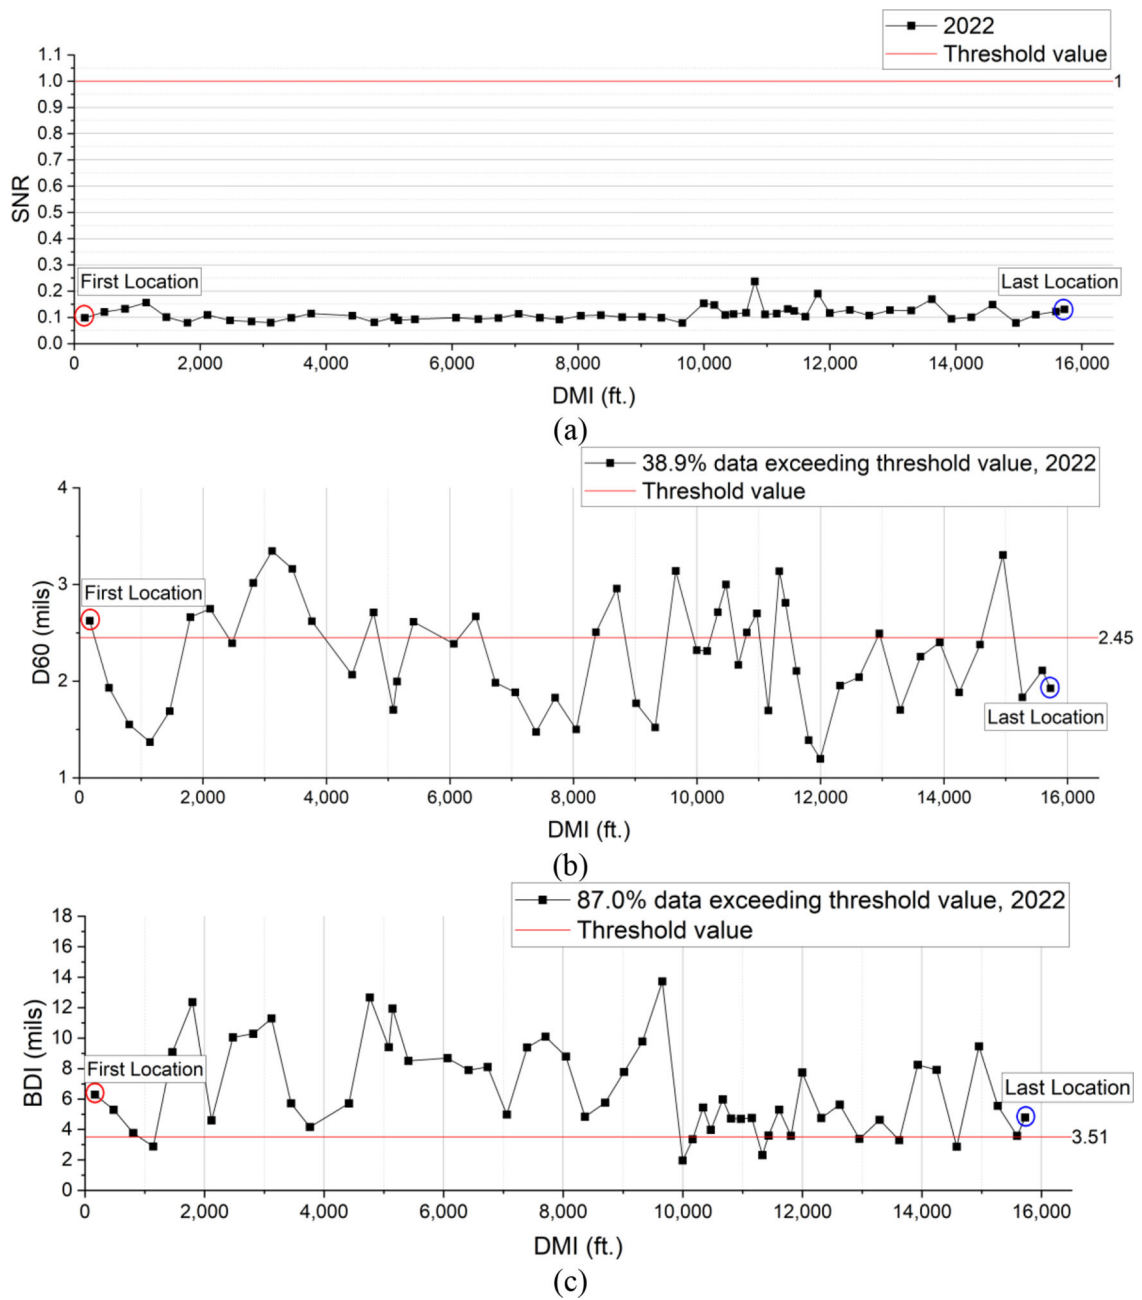 2022
Threshold value
1.1
1.0
1
0.9
0.8
0.7
0.6
0.5
0.4
0.3
0.2
0.1
0.0
SNR
First Location
Last Location
0 2,000 4,000 6,000 8,000 10,000 12,000 14,000 16,000
DMI (ft.)
(a)
38.9% data exceeding threshold value, 2022
Threshold value
4
3
2
1
D60 (mils)
First Location
2.45
Last Location
0 2,000 4,000 6,000 8,000 10,000 12,000 14,000 16,000
DMI (ft.)
(b)
87.0% data exceeding threshold value, 2022
Threshold value
18
16
14
12
10
8
6
4
2
0
BDI (mils)
First Location
Last Location
3.51
0 2,000 4,000 6,000 8,000 10,000 12,000 14,000 16,000
DMI (ft.)
(c)